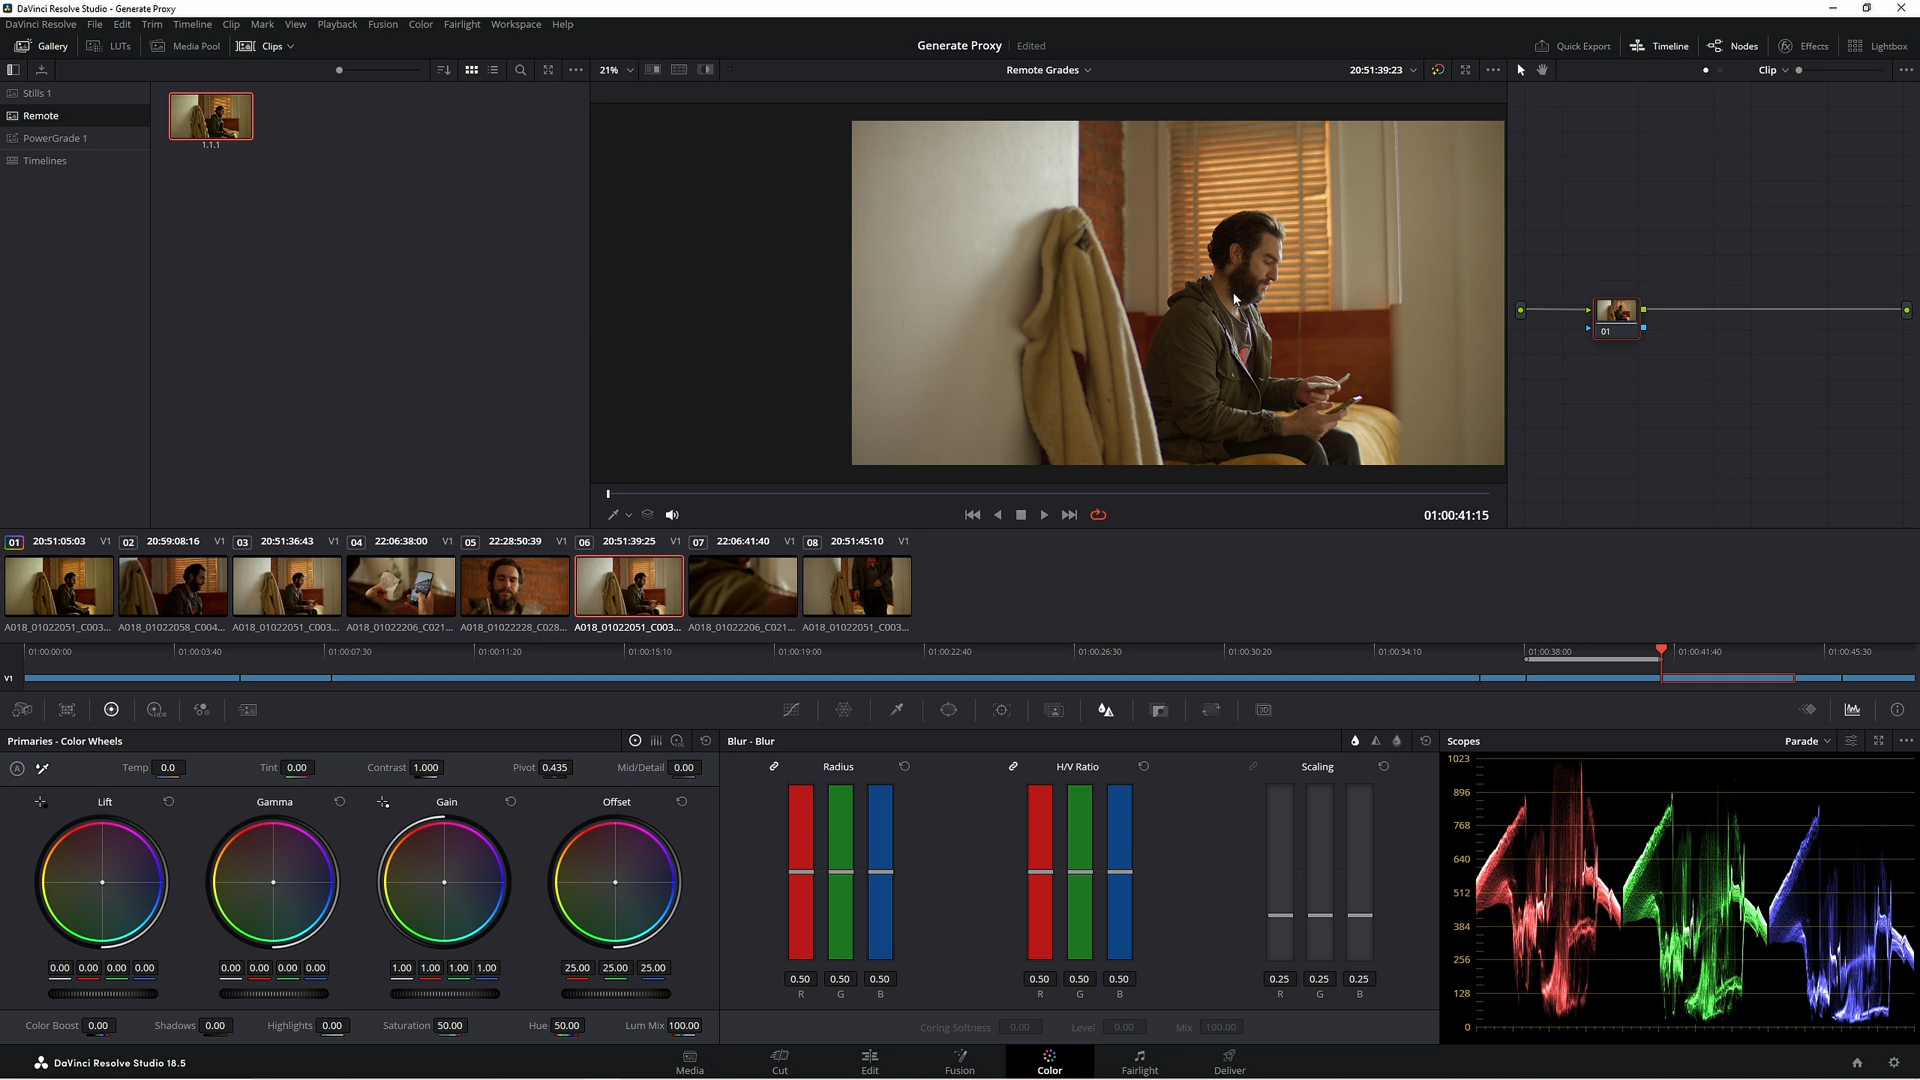 DaVinci Resolve Studio - Generate Proxy
DaVinci Resolve File Edit Trim Timeline Clip Mark View Playback Fusion Color Fairlight Workspace Help
Gallery LUTs Media Pool Clips Generate Proxy Edited Quick Export Timeline Nodes Effects Lightbox
21% Remote Grades 20:51:39:23 Clip
Stills 1
Remote
PowerGrade 1
Timelines
1.1.1
01
01:00:41:15
01 20:51:05:03 V1 02 20:59:08:16 V1 03 20:51:36:43 V1 04 22:06:38:00 V1 05 22:28:50:39 V1 06 20:51:39:25 V1 07 22:06:41:40 V1 08 20:51:45:10 V1
A018_01022051_C003... A018_01022058_C004... A018_01022051_C003... A018_01022206_C021... A018_01022228_C028... A018_01022051_C003... A018_01022206_C021... A018_01022051_C003...
01:00:00:00 01:00:03:40 01:00:07:30 01:00:11:20 01:00:15:10 01:00:19:00 01:00:22:40 01:00:26:30 01:00:30:20 01:00:34:10 01:00:38:00 01:00:41:40 01:00:45:30
V1
HDR 3D
Primaries - Color Wheels Blur - Blur Scopes Parade
A Temp 0.0 Tint 0.00 Contrast 1.000 Pivot 0.435 Mid/Detail 0.00
Radius H/V Ratio Scaling
Lift Gamma Gain Offset
0.00 0.00 0.00 0.00 0.00 0.00 0.00 0.00 1.00 1.00 1.00 1.00 25.00 25.00 25.00
0.50 0.50 0.50 0.50 0.50 0.50 0.25 0.25 0.25
R G B R G B R G B
1023
896
768
640
512
384
256
128
0
Color Boost 0.00 Shadows 0.00 Highlights 0.00 Saturation 50.00 Hue 50.00 Lum Mix 100.00
Coring Softness 0.00 Level 0.00 Mix 100.00
DaVinci Resolve Studio 18.5
Media Cut Edit Fusion Color Fairlight Deliver